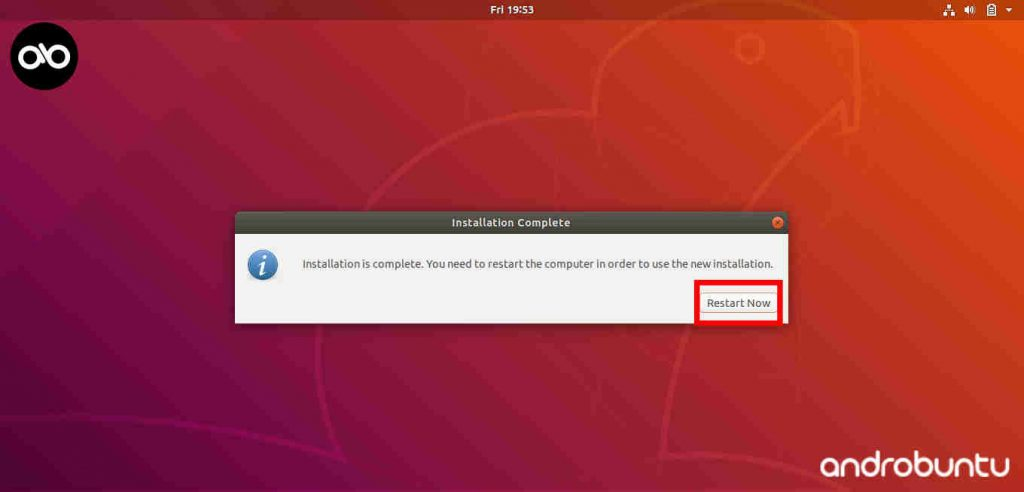 Fri 19:53
Installation Complete
Installation is complete. You need to restart the computer in order to use the new installation.
Restart Now
androbuntu